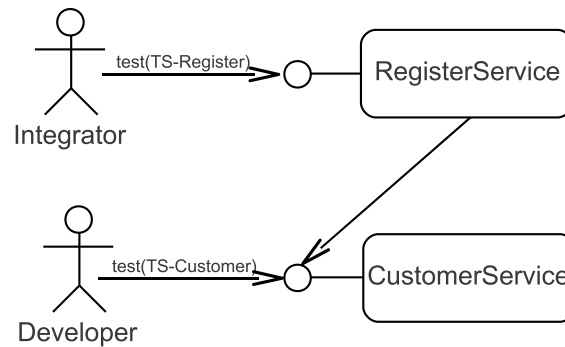 test(TS-Register)
RegisterService
Integrator
test(TS-Customer)
CustomerService
Developer